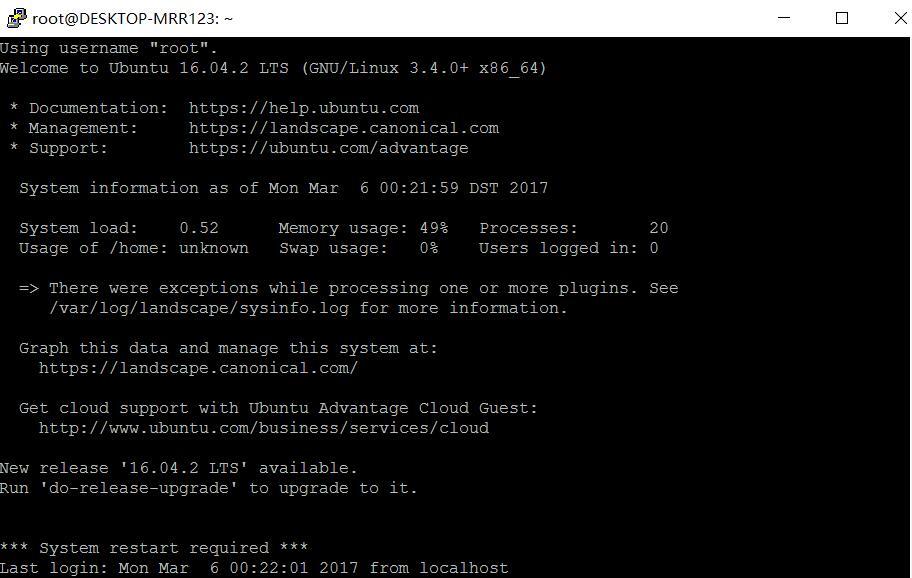 root@DESKTOP-MRR123: ~
Using username "root".
Welcome to Ubuntu 16.04.2 LTS (GNU/Linux 3.4.0+ x86_64)
* Documentation:  https://help.ubuntu.com
* Management:     https://landscape.canonical.com
* Support:        https://ubuntu.com/advantage
System information as of Mon Mar  6 00:21:59 DST 2017
System load:    0.52      Memory usage: 49%   Processes:       20
Usage of /home: unknown   Swap usage:   0%    Users logged in: 0
=> There were exceptions while processing one or more plugins. See
/var/log/landscape/sysinfo.log for more information.
Graph this data and manage this system at:
https://landscape.canonical.com/
Get cloud support with Ubuntu Advantage Cloud Guest:
http://www.ubuntu.com/business/services/cloud
New release '16.04.2 LTS' available.
Run 'do-release-upgrade' to upgrade to it.
*** System restart required ***
Last login: Mon Mar  6 00:22:01 2017 from localhost